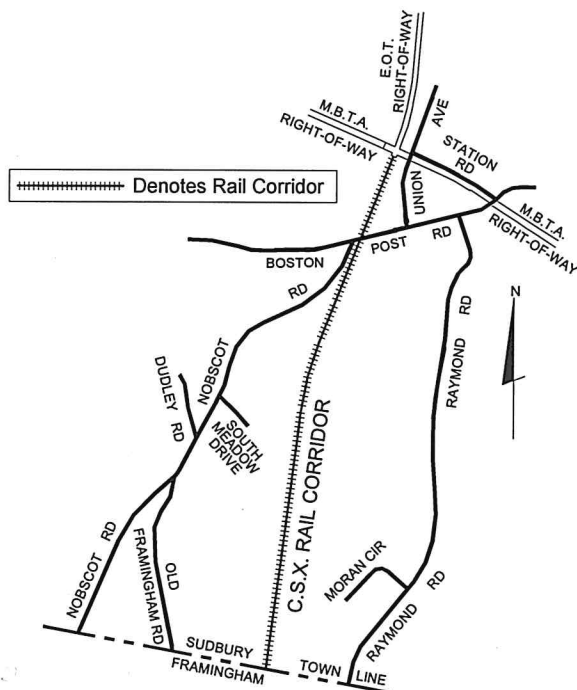 E.O.T.
RIGHT-OF-WAY
M.B.T.A.
RIGHT-OF-WAY
AVE
STATION
RD
Denotes Rail Corridor
UNION
M.B.T.A.
RIGHT-OF-WAY
BOSTON
POST
RD
RD
NOBSCOT
RD
RAYMOND
N
DUDLEY
RD
SOUTH
MEADOW
DRIVE
C.S.X. RAIL CORRIDOR
NOBSCOT RD
OLD
FRAMINGHAM RD
MORAN CIR
RAYMOND
RD
SUDBURY
FRAMINGHAM
TOWN
LINE